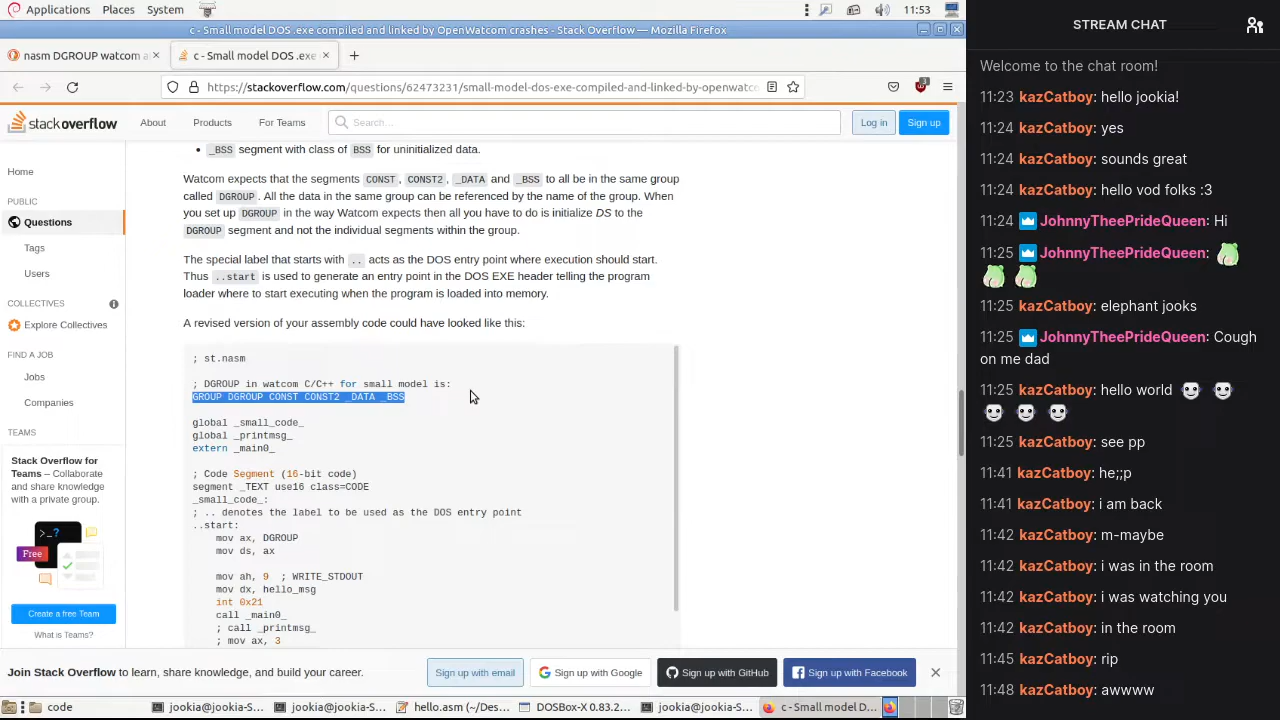 Applications Places System 11:53
c - Small model DOS .exe compiled and linked by OpenWatcom crashes - Stack Overflow — Mozilla Firefox
nasm DGROUP watcom a × c - Small model DOS .exe × +
https://stackoverflow.com/questions/62473231/small-model-dos-exe-compiled-and-linked-by-openwatc
stack overflow About Products For Teams Search... Log in Sign up
Home
PUBLIC
Questions
Tags
Users
COLLECTIVES
Explore Collectives
FIND A JOB
Jobs
Companies
TEAMS
Stack Overflow for
Teams – Collaborate
and share knowledge
with a private group.
>_?
Free
Create a free Team
What is Teams?
• _BSS segment with class of BSS for uninitialized data.
Watcom expects that the segments CONST, CONST2, _DATA and _BSS to all be in the same group
called DGROUP. All the data in the same group can be referenced by the name of the group. When
you set up DGROUP in the way Watcom expects then all you have to do is initialize DS to the
DGROUP segment and not the individual segments within the group.
The special label that starts with .. acts as the DOS entry point where execution should start.
Thus ..start is used to generate an entry point in the DOS EXE header telling the program
loader where to start executing when the program is loaded into memory.
A revised version of your assembly code could have looked like this:
; st.nasm
; DGROUP in watcom C/C++ for small model is:
GROUP DGROUP CONST CONST2 _DATA _BSS
global _small_code_
global _printmsg_
extern _main0_
; Code Segment (16-bit code)
segment _TEXT use16 class=CODE
_small_code_:
; .. denotes the label to be used as the DOS entry point
..start:
mov ax, DGROUP
mov ds, ax
mov ah, 9 ; WRITE_STDOUT
mov dx, hello_msg
int 0x21
call _main0_
; call _printmsg_
; mov ax, 3
Join Stack Overflow to learn, share knowledge, and build your career. Sign up with email Sign up with Google Sign up with GitHub Sign up with Facebook
code jookia@jookia-S... jookia@jookia-S... hello.asm (~/Des... DOSBox-X 0.83.2... jookia@jookia-S... c - Small model D...
STREAM CHAT
Welcome to the chat room!
11:23 kazCatboy: hello jookia!
11:24 kazCatboy: yes
11:24 kazCatboy: sounds great
11:24 kazCatboy: hello vod folks :3
11:24 JohnnyTheePrideQueen: Hi
11:25 JohnnyTheePrideQueen:
11:25 kazCatboy: elephant jooks
11:25 JohnnyTheePrideQueen: Cough
on me dad
11:25 kazCatboy: hello world
11:25 kazCatboy: see pp
11:41 kazCatboy: he;;p
11:41 kazCatboy: i am back
11:42 kazCatboy: m-maybe
11:42 kazCatboy: i was in the room
11:42 kazCatboy: i was watching you
11:42 kazCatboy: in the room
11:45 kazCatboy: rip
11:48 kazCatboy: awwww